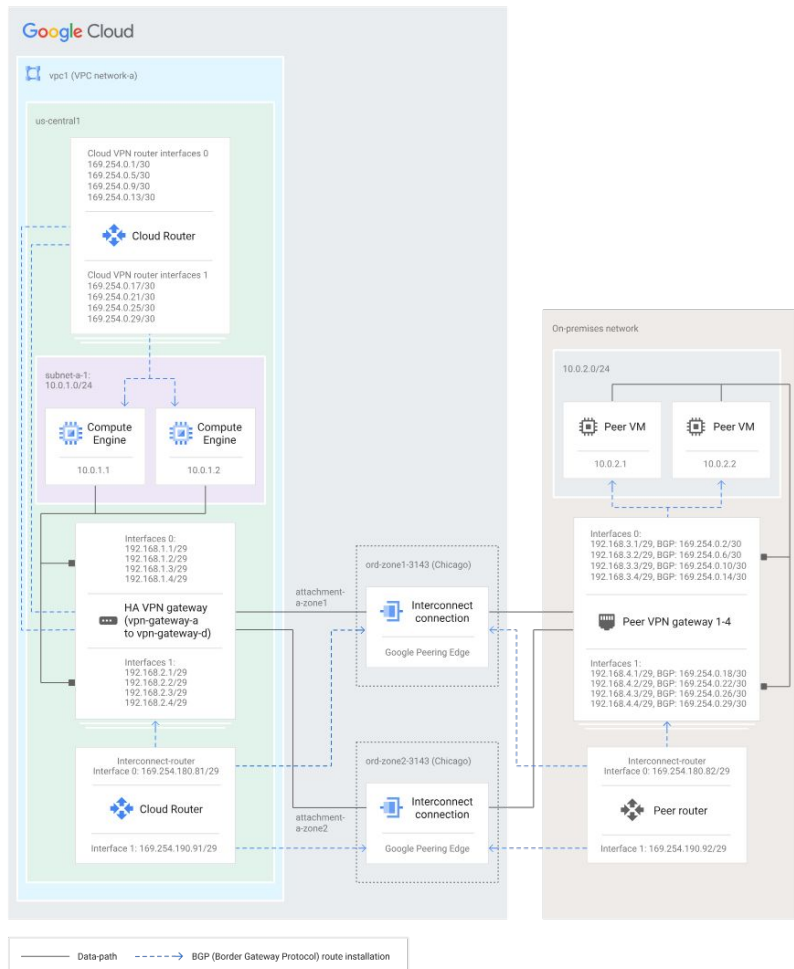 Google Cloud
vpc1 (VPC network-a)
us-central1
Cloud VPN router interfaces 0
169.254.0.1/30
169.254.0.5/30
169.254.0.9/30
169.254.0.13/30
Cloud Router
Cloud VPN router interfaces 1
169.254.0.17/30
169.254.0.21/30
169.254.0.25/30
169.254.0.29/30
subnet-a-1:
10.0.1.0/24
Compute
Engine
10.0.1.1
Compute
Engine
10.0.1.2
Interfaces 0:
192.168.1.1/29
192.168.1.2/29
192.168.1.3/29
192.168.1.4/29
HA VPN gateway
(vpn-gateway-a
to vpn-gateway-d)
Interfaces 1:
192.168.2.1/29
192.168.2.2/29
192.168.2.3/29
192.168.2.4/29
Interconnect-router
Interface 0: 169.254.180.81/29
Cloud Router
Interface 1: 169.254.190.91/29
attachment-
a-zone1
attachment-
a-zone2
ord-zone1-3143 (Chicago)
Interconnect
connection
Google Peering Edge
ord-zone2-3143 (Chicago)
Interconnect
connection
Google Peering Edge
On-premises network
10.0.2.0/24
Peer VM
10.0.2.1
Peer VM
10.0.2.2
Interfaces 0:
192.168.3.1/29, BGP: 169.254.0.2/30
192.168.3.2/29, BGP: 169.254.0.6/30
192.168.3.3/29, BGP: 169.254.0.10/30
192.168.3.4/29, BGP: 169.254.0.14/30
Peer VPN gateway 1-4
Interfaces 1:
192.168.4.1/29, BGP: 169.254.0.18/30
192.168.4.2/29, BGP: 169.254.0.22/30
192.168.4.3/29, BGP: 169.254.0.26/30
192.168.4.4/29, BGP: 169.254.0.29/30
Interconnect-router
Interface 0: 169.254.180.82/29
Peer router
Interface 1: 169.254.190.92/29
Data-path
BGP (Border Gateway Protocol) route installation